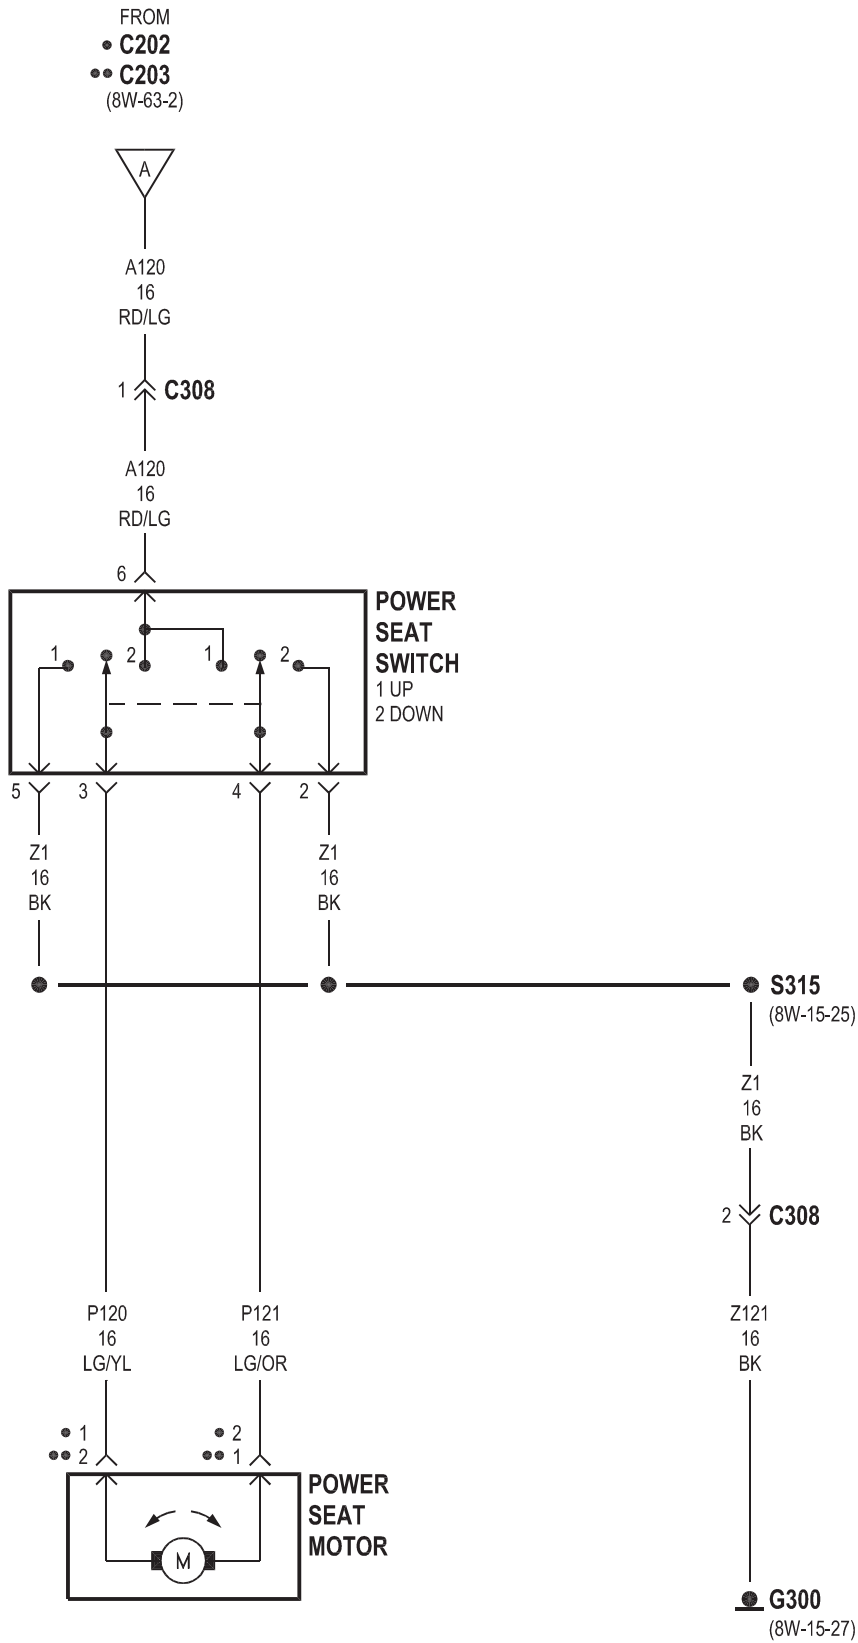 FROM
• C202
•• C203
(8W-63-2)
A
A120
16
RD/LG
1 C308
A120
16
RD/LG
6
POWER
SEAT
SWITCH
1 UP
2 DOWN
1 2 1 2
5 3 4 2
Z1 Z1
16 16
BK BK
S315
(8W-15-25)
Z1
16
BK
2 C308
P120 P121 Z121
16 16 16
LG/YL LG/OR BK
• 1 • 2
•• 2 •• 1
POWER
SEAT
MOTOR
M
G300
(8W-15-27)